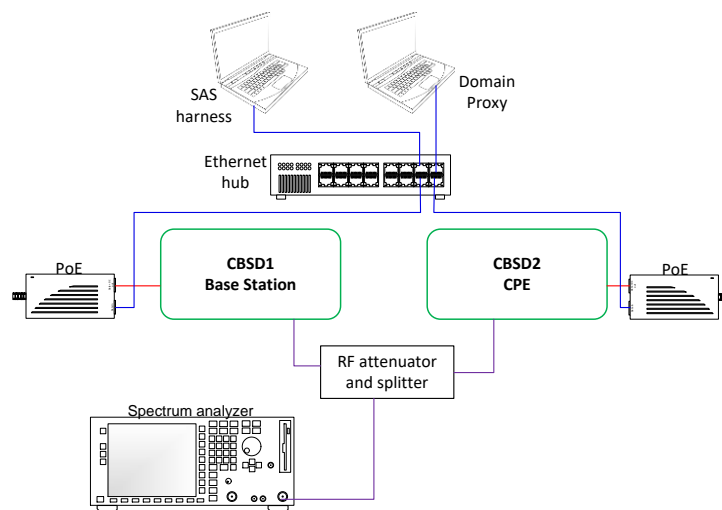 SAS
harness
Domain
Proxy
Ethernet
hub
PoE
CBSD1
Base Station
CBSD2
CPE
PoE
RF attenuator
and splitter
Spectrum analyzer